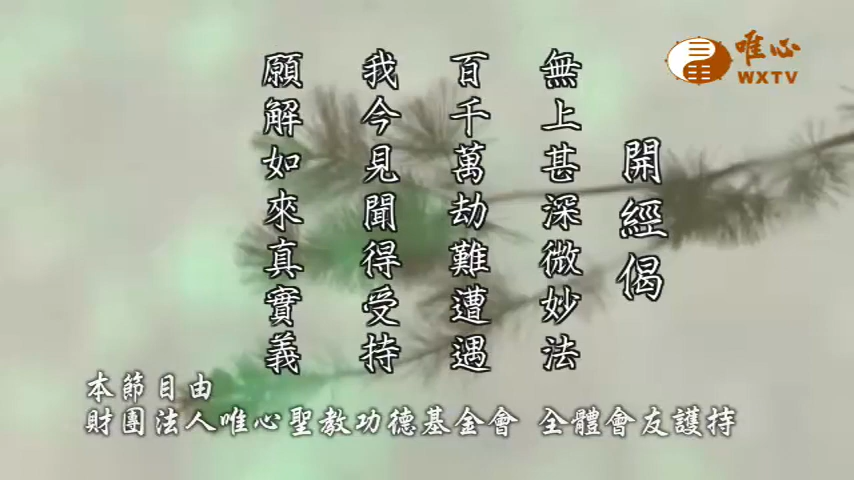 唯心
WXTV
開經偈
無上甚深微妙法
百千萬劫難遭遇
我今見聞得受持
願解如來真實義
本節目由
財團法人唯心聖教功德基金會 全體會友護持